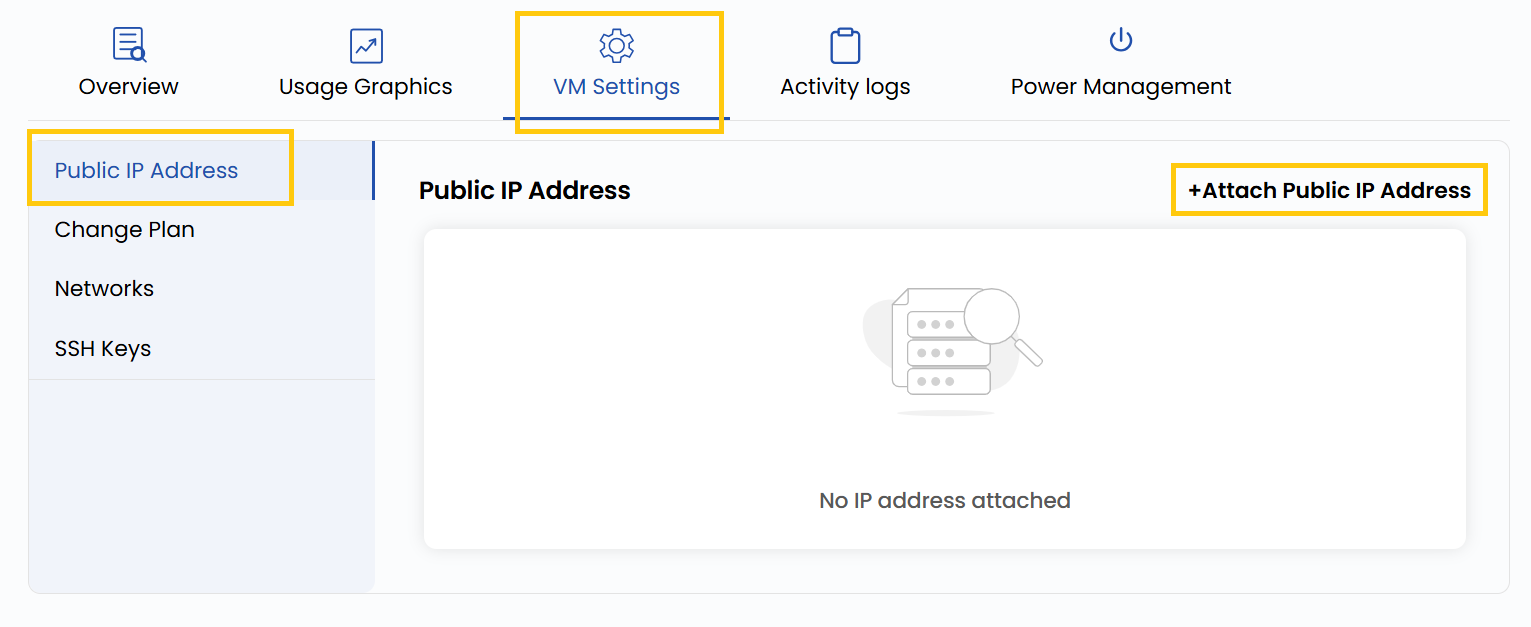 Overview
Usage Graphics
VM Settings
Activity logs
Power Management
Public IP Address
Change Plan
Networks
SSH Keys
Public IP Address
+Attach Public IP Address
No IP address attached